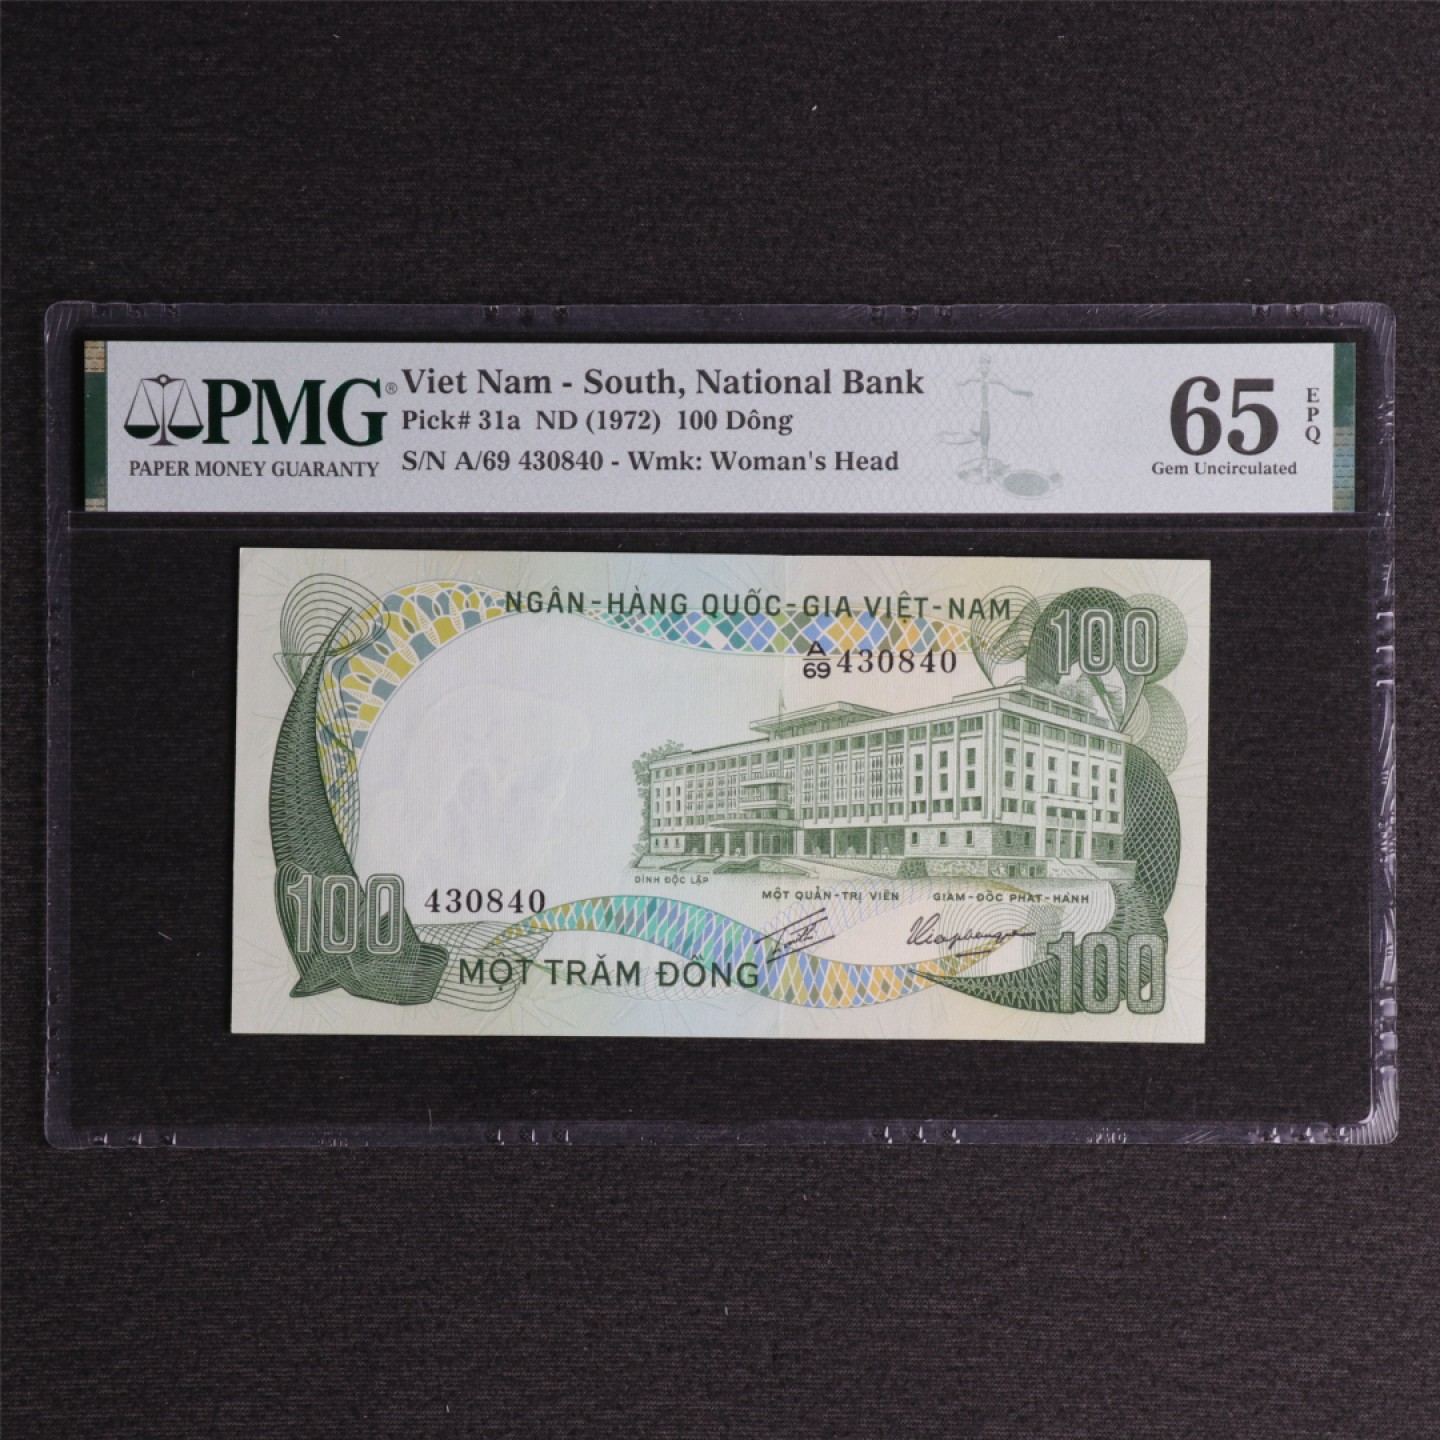 PMG®
PAPER MONEY GUARANTY
Viet Nam - South, National Bank
Pick# 31a ND (1972) 100 Dông
S/N A/69 430840 - Wmk: Woman's Head
65
EPQ
Gem Uncirculated
NGÂN-HÀNG QUỐC-GIA VIỆT-NAM
100
A/69 430840
DINH ĐỘC LẬP
MỘT QUẢN-TRỊ VIÊN
GIÁM-ĐỐC PHÁT-HÀNH
100
430840
MỘT TRĂM ĐỒNG
100